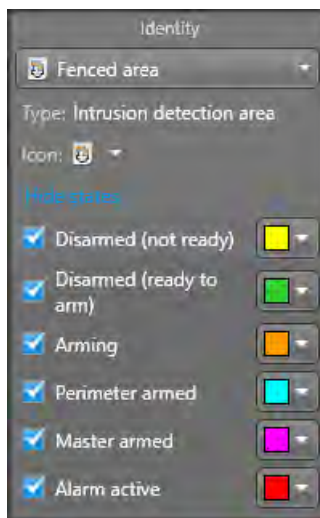 Identity
Fenced area
Type: Intrusion detection area
Icon:
Hide states
Disarmed (not ready)
Disarmed (ready to
arm)
Arming
Perimeter armed
Master armed
Alarm active